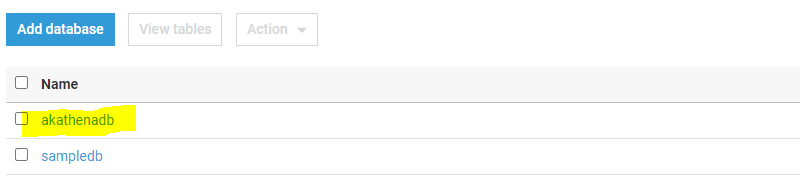 Add database View tables Action
Name
akathenadb
sampledb